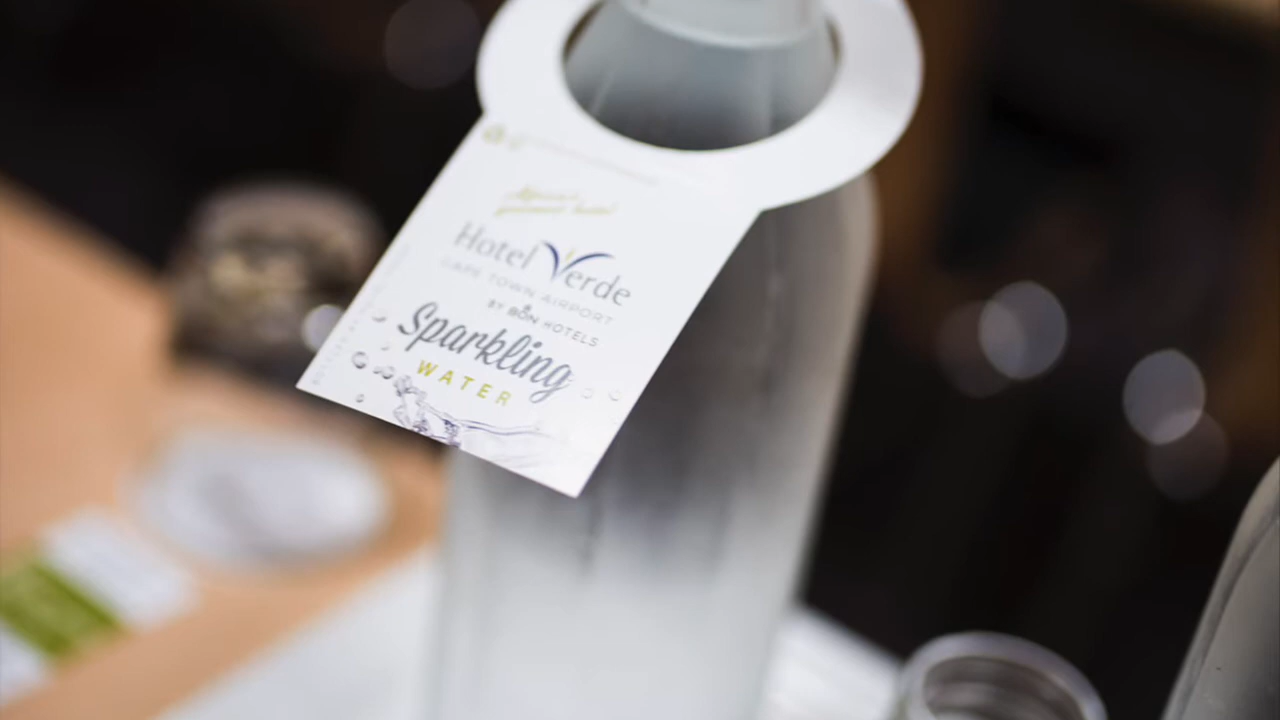 Hotel Verde
CAPE TOWN AIRPORT
BY BON HOTELS
Sparkling
WATER